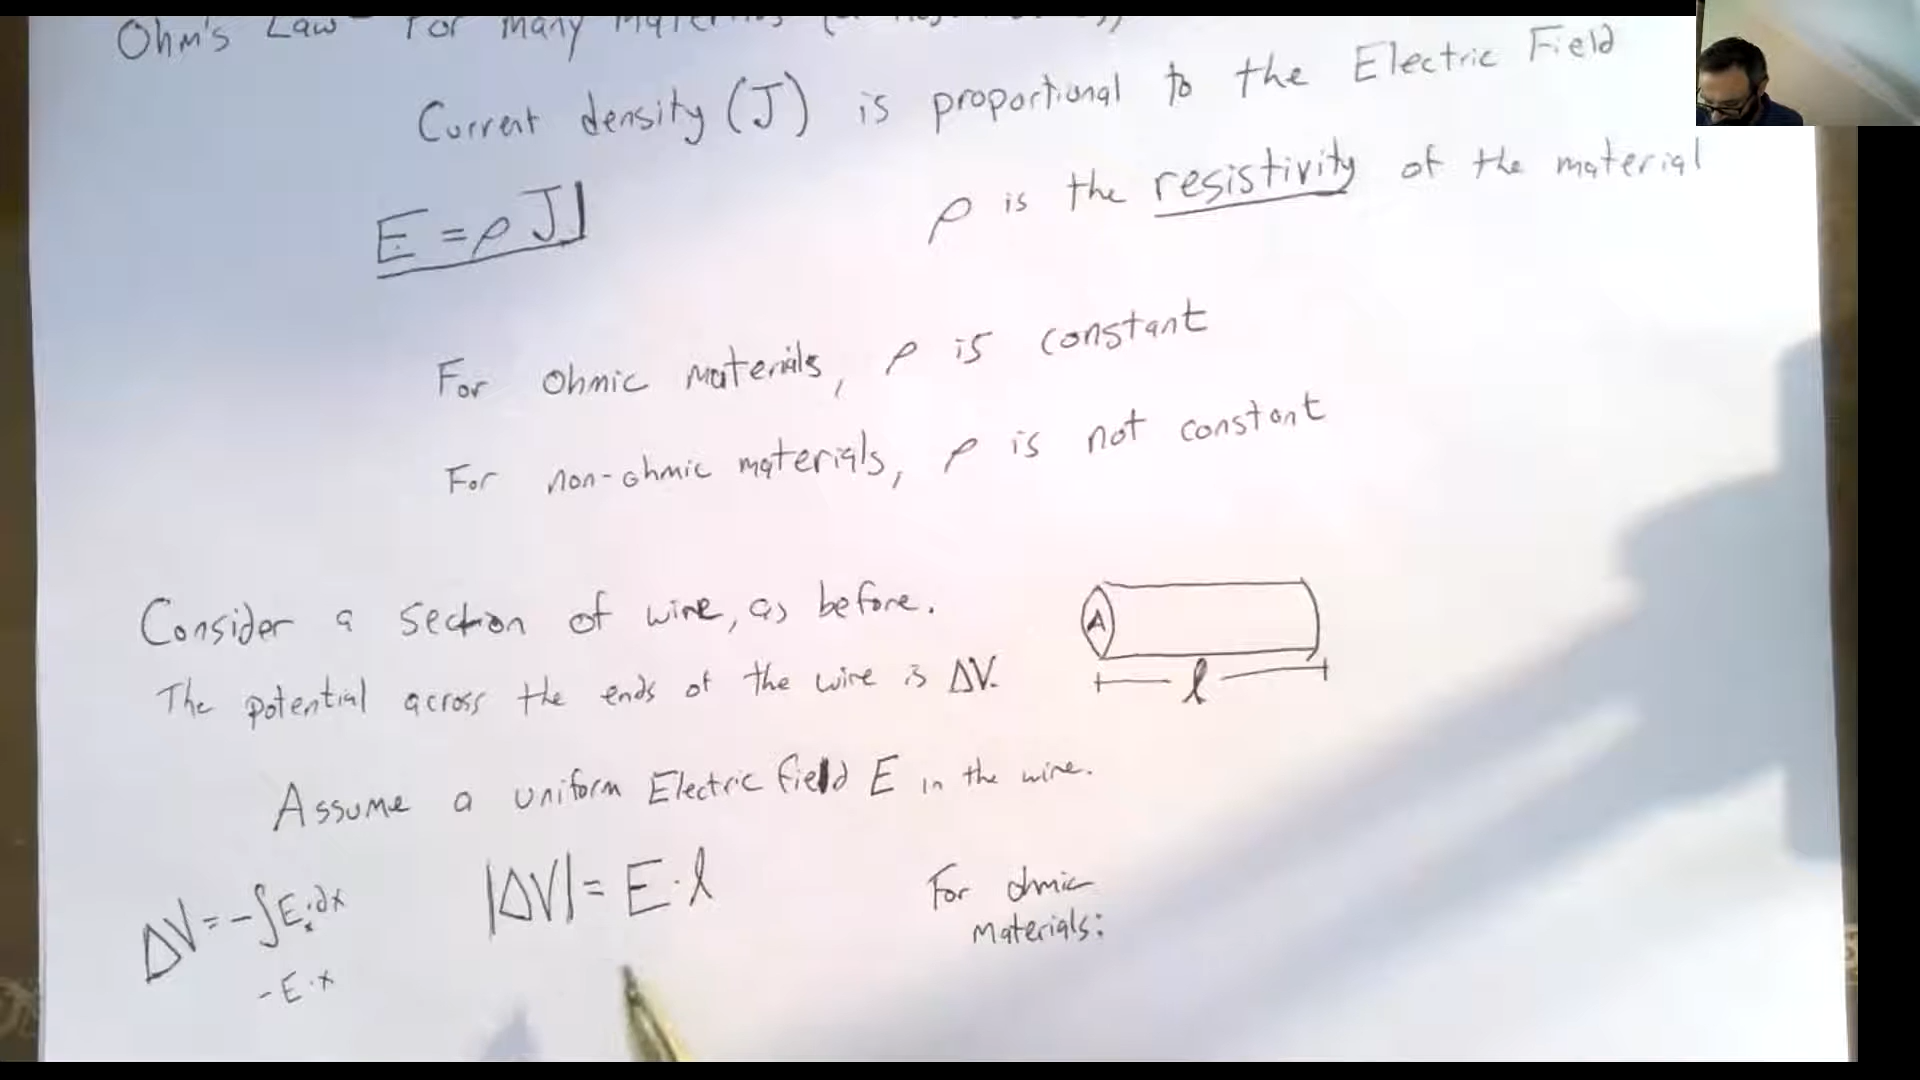 Ohm's Law - For many materials
Current density (J) is proportional to the Electric Field
E = ρ J
ρ is the resistivity of the material
For ohmic materials, ρ is constant
For non-ohmic materials, ρ is not constant
Consider a section of wire, as before.
A
The potential across the ends of the wire is ΔV.
l
Assume a uniform Electric field E in the wire.
ΔV = -∫E·dx
|ΔV| = E·l
For ohmic
materials:
-E·x